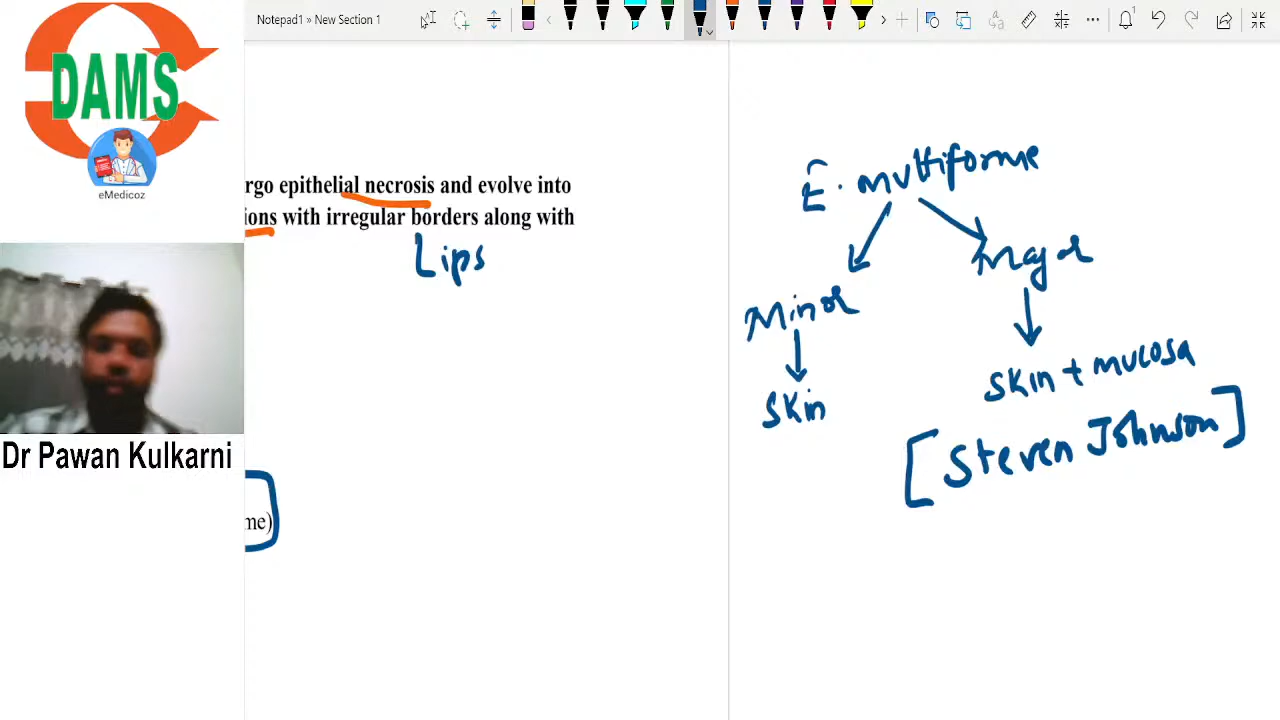 Notepad1 » New Section 1
DAMS
eMedicoz
rgo epithelial necrosis and evolve into
ions with irregular borders along with
Lips
E. multiforme
Minor
Major
Skin
Skin + mucosa
[Steven Johnson]
Dr Pawan Kulkarni
me)